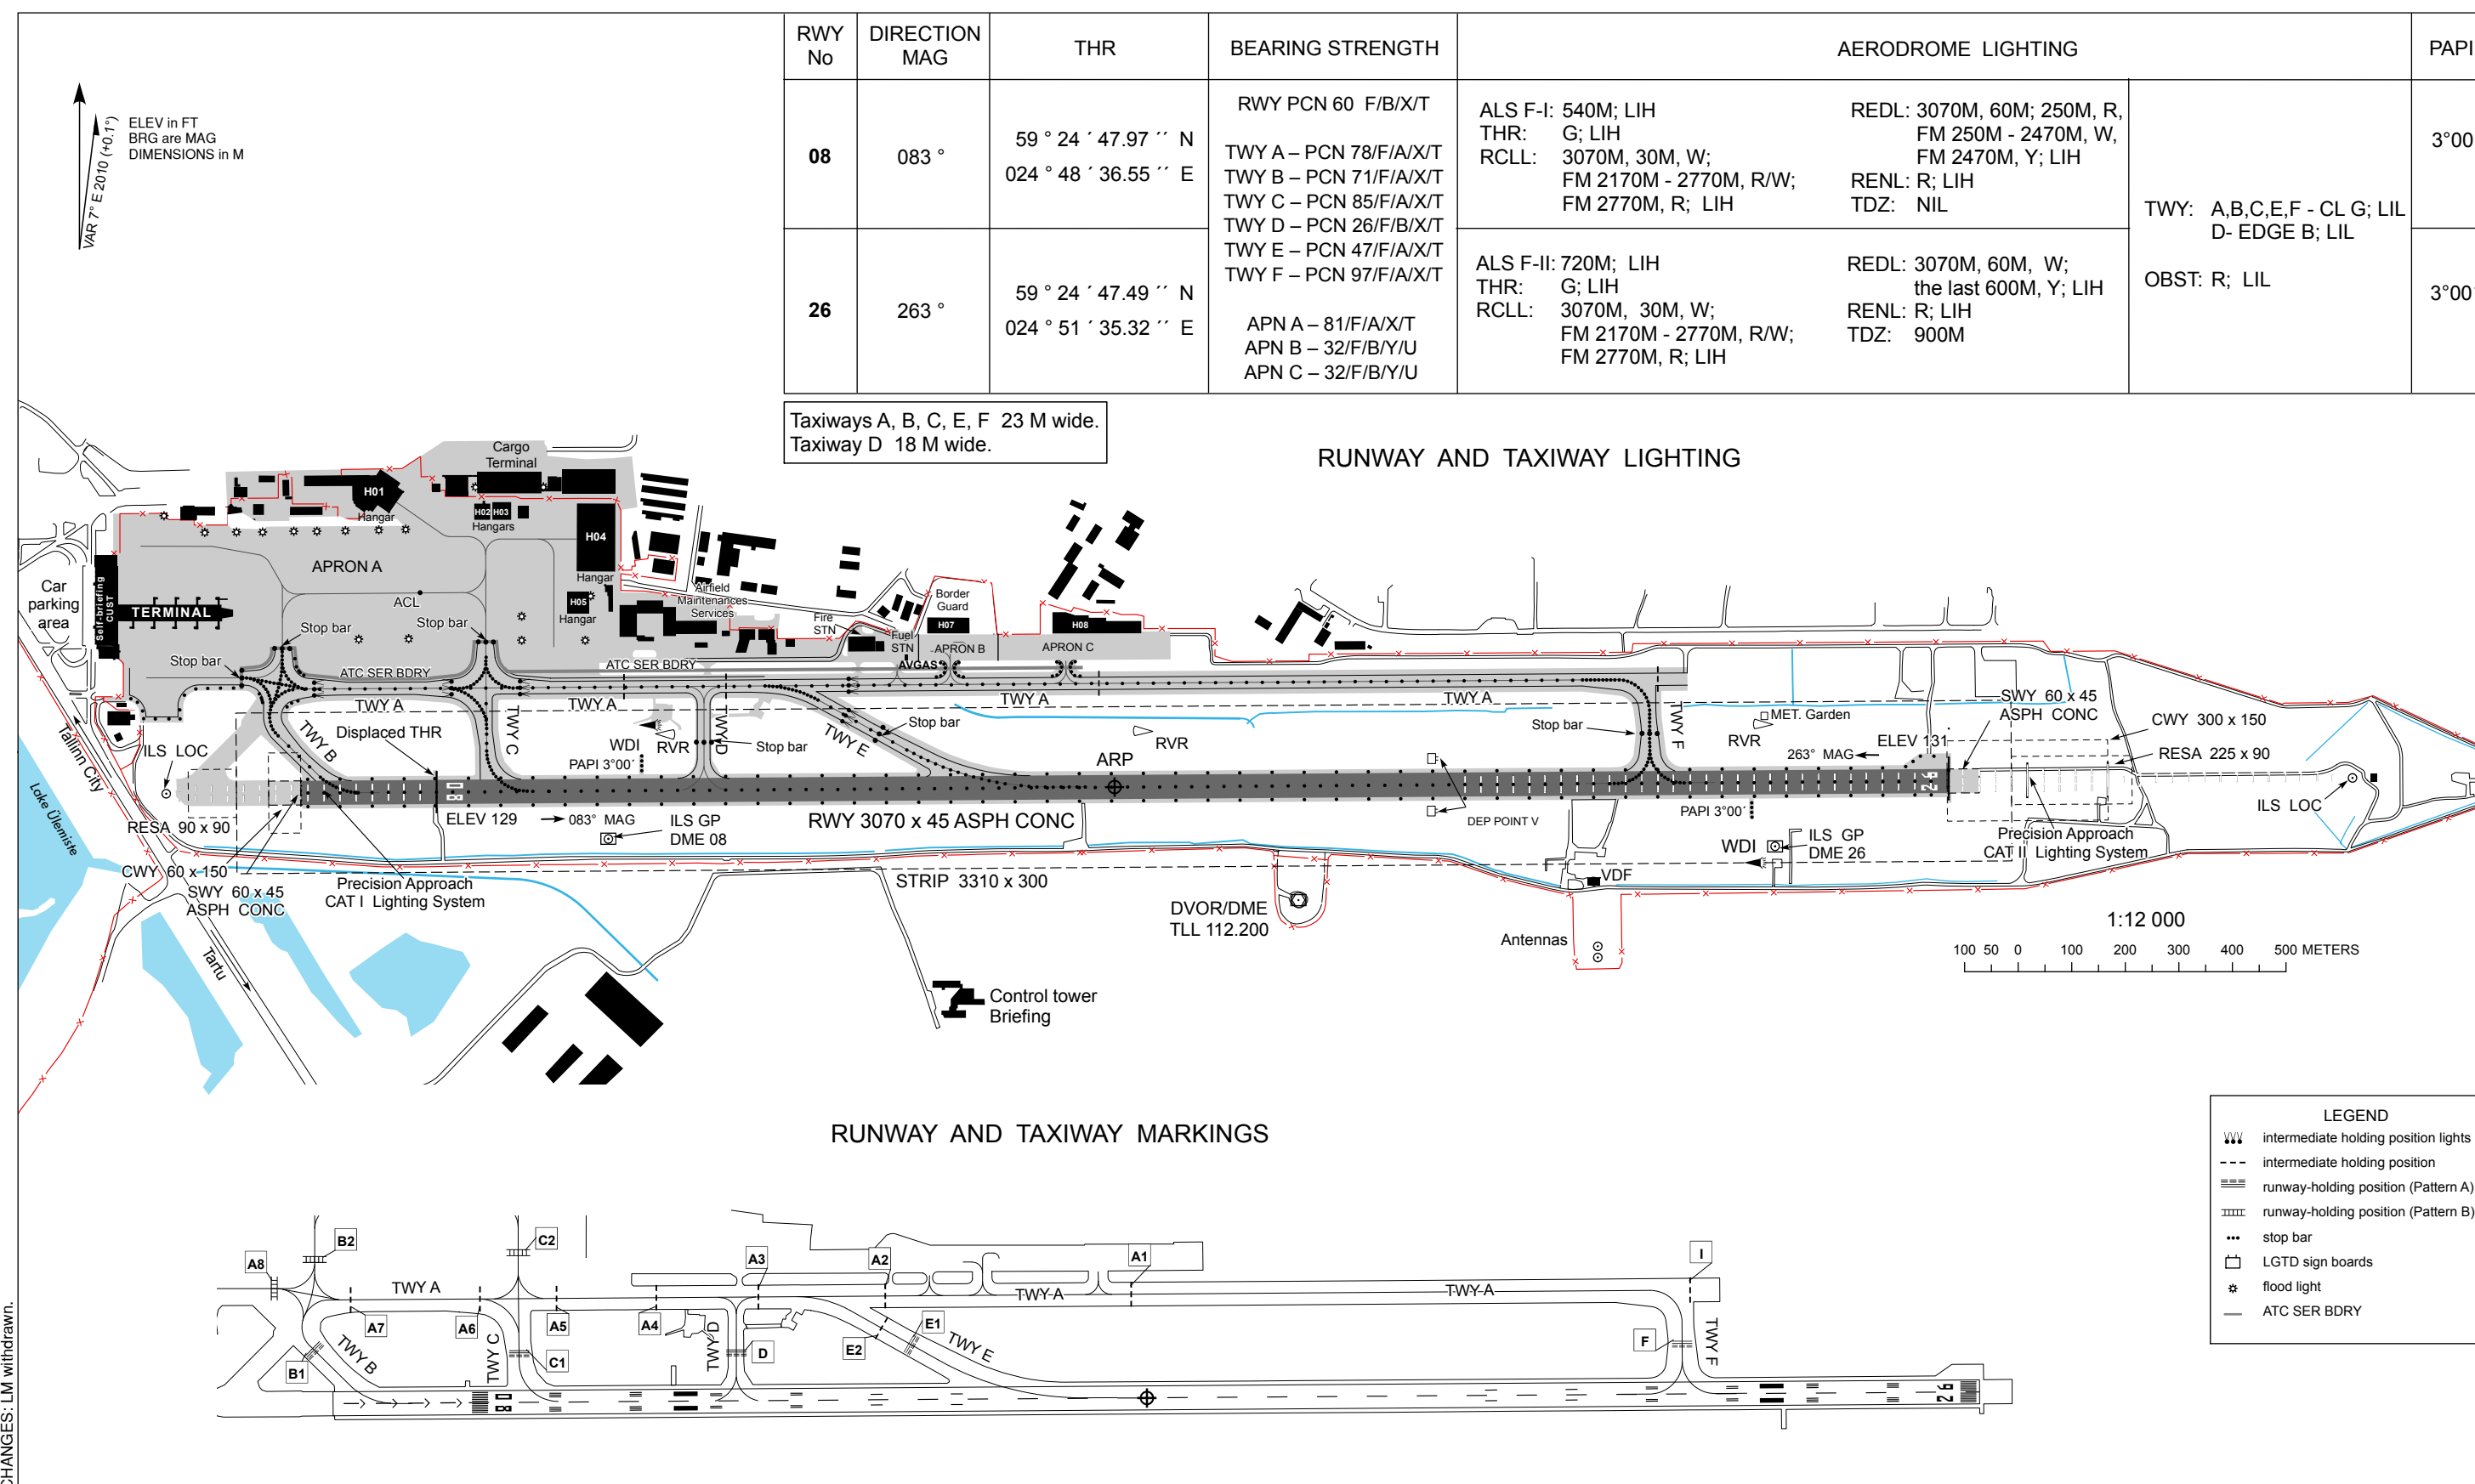 RWY No
DIRECTION MAG
THR
BEARING STRENGTH
AERODROME LIGHTING
PAPI
08
083 °
59 ° 24 ´ 47.97 ´´ N
024 ° 48 ´ 36.55 ´´ E
26
263 °
59 ° 24 ´ 47.49 ´´ N
024 ° 51 ´ 35.32 ´´ E
RWY PCN 60 F/B/X/T
TWY A – PCN 78/F/A/X/T
TWY B – PCN 71/F/A/X/T
TWY C – PCN 85/F/A/X/T
TWY D – PCN 26/F/B/X/T
TWY E – PCN 47/F/A/X/T
TWY F – PCN 97/F/A/X/T
APN A – 81/F/A/X/T
APN B – 32/F/B/Y/U
APN C – 32/F/B/Y/U
ALS F-I: 540M; LIH
THR: G; LIH
RCLL: 3070M, 30M, W;
FM 2170M - 2770M, R/W;
FM 2770M, R; LIH
REDL: 3070M, 60M; 250M, R,
FM 250M - 2470M, W,
FM 2470M, Y; LIH
RENL: R; LIH
TDZ: NIL
ALS F-II: 720M; LIH
THR: G; LIH
RCLL: 3070M, 30M, W;
FM 2170M - 2770M, R/W;
FM 2770M, R; LIH
REDL: 3070M, 60M, W;
the last 600M, Y; LIH
RENL: R; LIH
TDZ: 900M
TWY: A,B,C,E,F - CL G; LIL
D- EDGE B; LIL
OBST: R; LIL
3°00
3°00
VAR 7° E 2010 (+0.1°)
ELEV in FT
BRG are MAG
DIMENSIONS in M
Taxiways A, B, C, E, F 23 M wide.
Taxiway D 18 M wide.
RUNWAY AND TAXIWAY LIGHTING
Cargo
Terminal
H01
Hangar
H02
H03
Hangars
H04
Hangar
H05
Hangar
APRON A
ACL
Car
parking
area
Self-briefing
CUST
TERMINAL
Stop bar
Stop bar
Stop bar
Airfield
Maintenances
Services
Fire
STN
Fuel
STN
AVGAS
Border
Guard
H07
H08
APRON B
APRON C
ATC SER BDRY
ATC SER BDRY
TWY A
TWY A
TWY A
TWY A
TWY B
TWY C
TWY D
TWY E
TWY F
Displaced THR
WDI
RVR
PAPI 3°00´
Stop bar
Stop bar
Stop bar
RVR
ARP
MET. Garden
RVR
263° MAG
ELEV 131
SWY 60 x 45
ASPH CONC
CWY 300 x 150
RESA 225 x 90
ILS LOC
Tallinn City
Lake Ülemiste
Tartu
ILS LOC
RESA 90 x 90
CWY 60 x 150
SWY 60 x 45
ASPH CONC
08
26
ELEV 129
083° MAG
ILS GP
DME 08
RWY 3070 x 45 ASPH CONC
DEP POINT V
PAPI 3°00´
WDI
ILS GP
DME 26
Precision Approach
CAT II Lighting System
Precision Approach
CAT I Lighting System
STRIP 3310 x 300
DVOR/DME
TLL 112.200
VDF
Antennas
Control tower
Briefing
1:12 000
100 50 0 100 200 300 400 500 METERS
RUNWAY AND TAXIWAY MARKINGS
LEGEND
intermediate holding position lights
intermediate holding position
runway-holding position (Pattern A)
runway-holding position (Pattern B)
stop bar
LGTD sign boards
flood light
ATC SER BDRY
A8
B2
C2
A3
A2
A1
I
TWY A
TWY A
TWY A
A7
A6
A5
A4
B1
TWY B
TWY C
C1
TWY D
D
E2
E1
TWY E
F
TWY F
08
26
CHANGES: LM withdrawn.